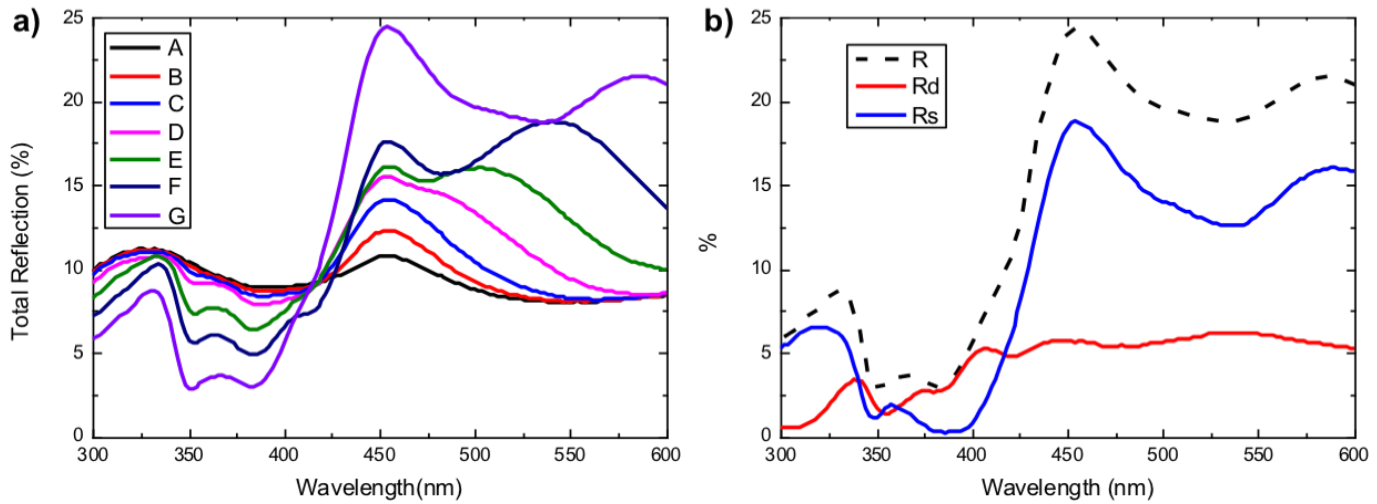 a)
25
20
15
10
5
0
Total Reflection (%)
A
B
C
D
E
F
G
300 350 400 450 500 550 600
Wavelength(nm)
b)
25
20
15
10
5
0
%
R
Rd
Rs
300 350 400 450 500 550 600
Wavelength (nm)